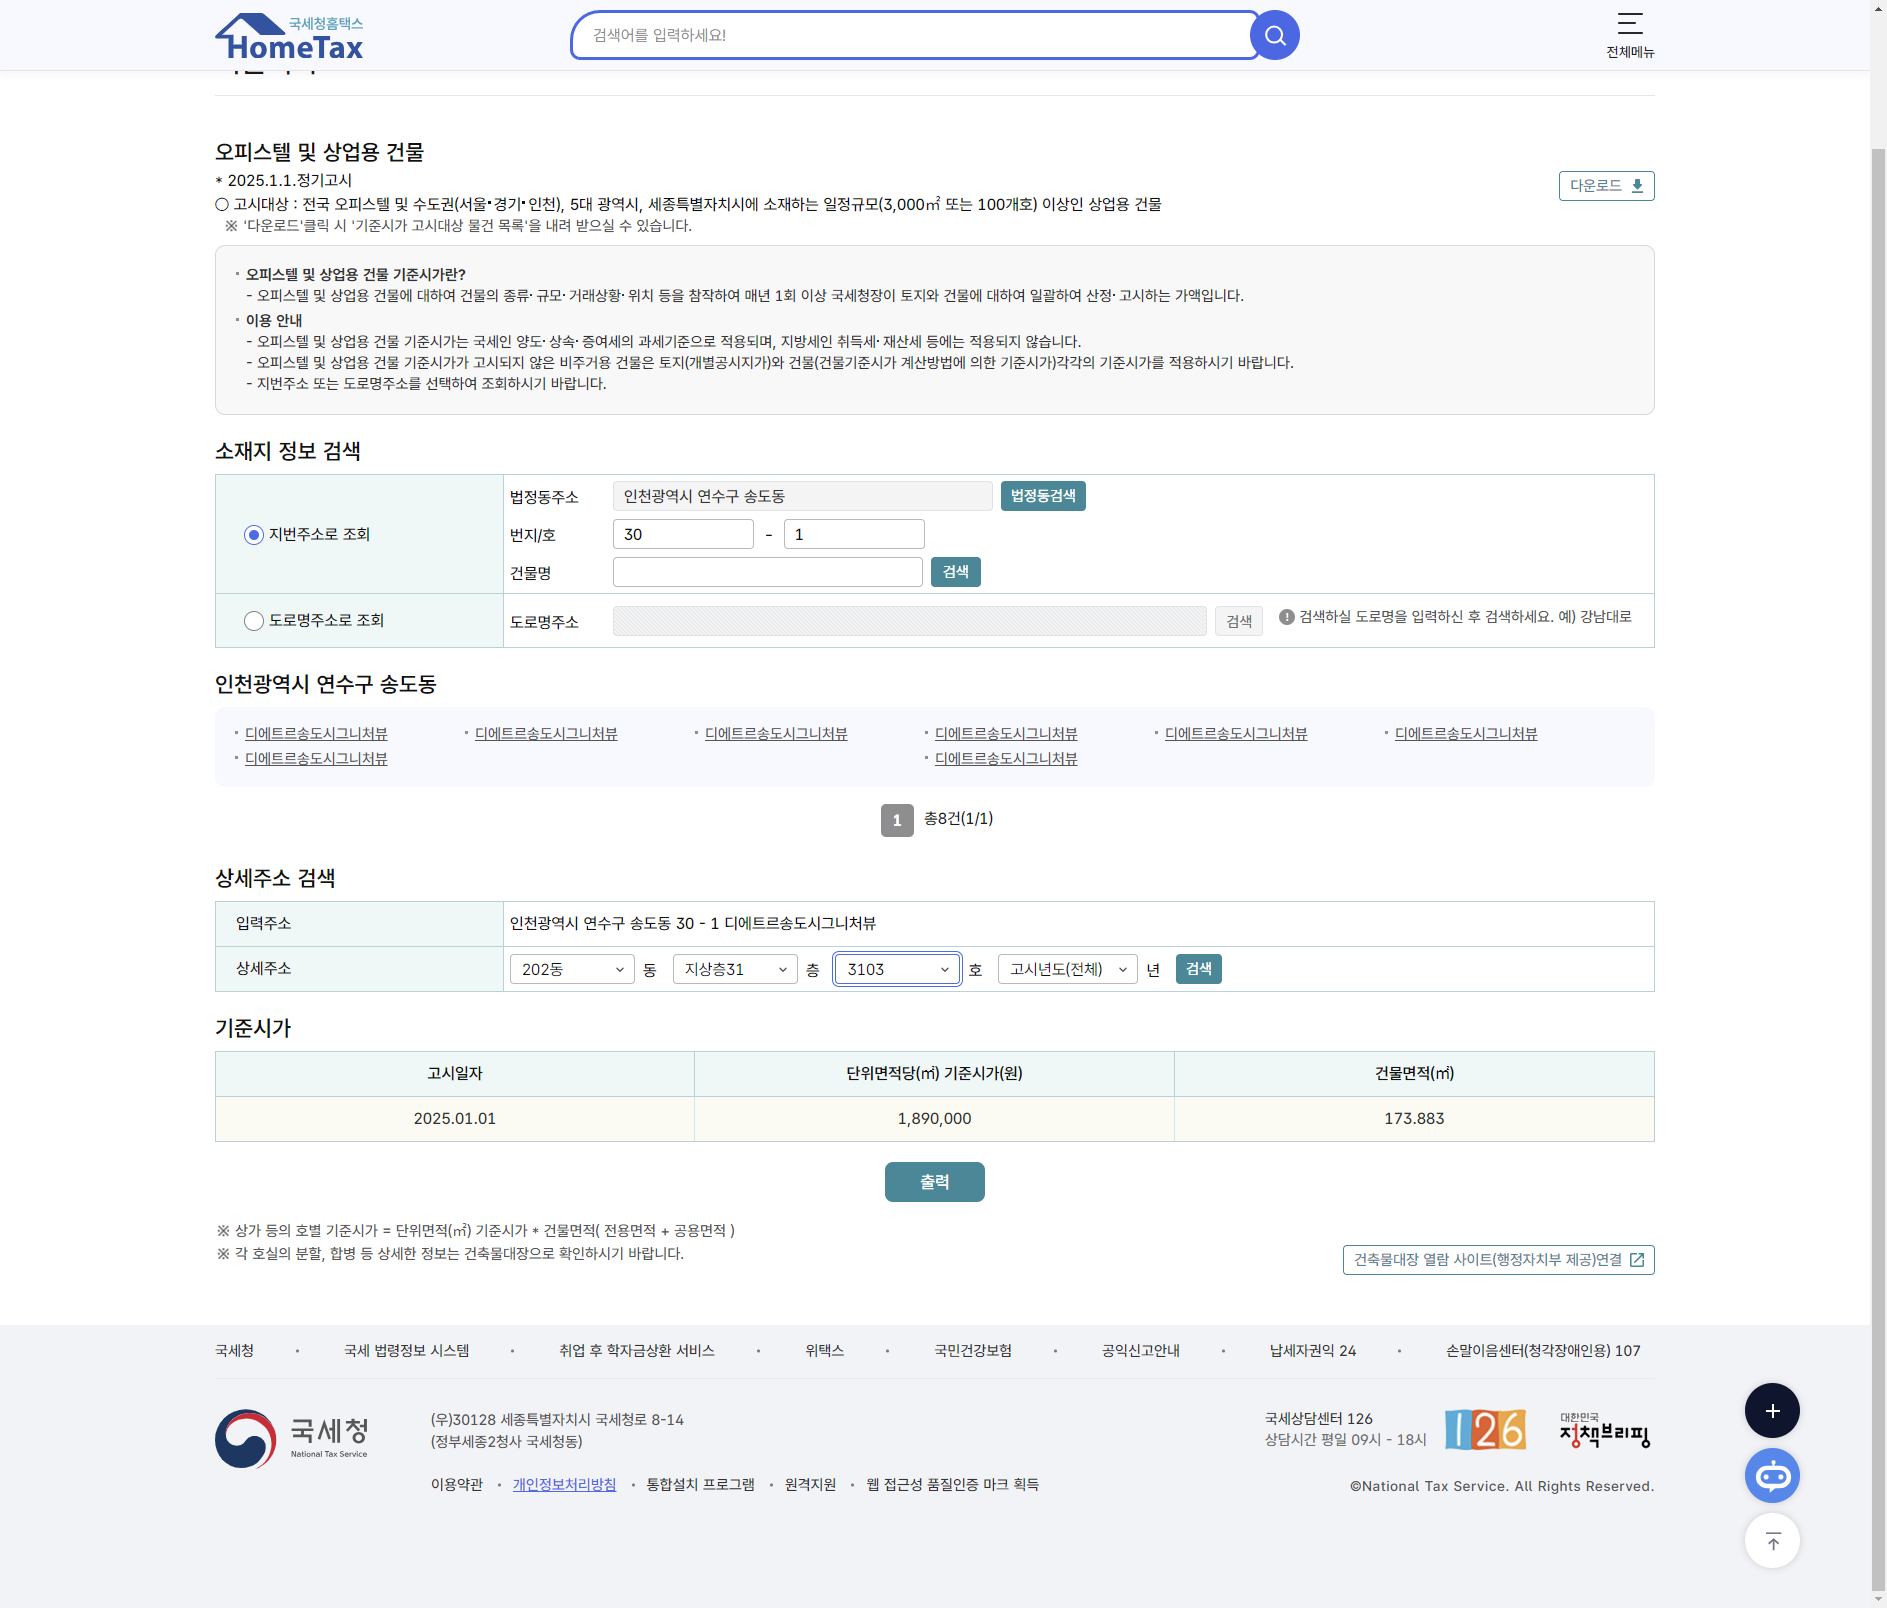 국세청홈택스
HomeTax
검색어를 입력하세요!
전체메뉴
오피스텔 및 상업용 건물
* 2025.1.1.정기고시
다운로드
○ 고시대상 : 전국 오피스텔 및 수도권(서울·경기·인천), 5대 광역시, 세종특별자치시에 소재하는 일정규모(3,000㎡ 또는 100개호) 이상인 상업용 건물
※ '다운로드'클릭 시 '기준시가 고시대상 물건 목록'을 내려 받으실 수 있습니다.
· 오피스텔 및 상업용 건물 기준시가란?
- 오피스텔 및 상업용 건물에 대하여 건물의 종류·규모·거래상황·위치 등을 참작하여 매년 1회 이상 국세청장이 토지와 건물에 대하여 일괄하여 산정·고시하는 가액입니다.
· 이용 안내
- 오피스텔 및 상업용 건물 기준시가는 국세인 양도·상속·증여세의 과세기준으로 적용되며, 지방세인 취득세·재산세 등에는 적용되지 않습니다.
- 오피스텔 및 상업용 건물 기준시가가 고시되지 않은 비주거용 건물은 토지(개별공시지가)와 건물(건물기준시가 계산방법에 의한 기준시가)각각의 기준시가를 적용하시기 바랍니다.
- 지번주소 또는 도로명주소를 선택하여 조회하시기 바랍니다.
소재지 정보 검색
지번주소로 조회
법정동주소 인천광역시 연수구 송도동 법정동검색
번지/호 30 - 1
건물명 검색
도로명주소로 조회 도로명주소 검색 ! 검색하실 도로명을 입력하신 후 검색하세요. 예) 강남대로
인천광역시 연수구 송도동
· 디에트르송도시그니처뷰 · 디에트르송도시그니처뷰 · 디에트르송도시그니처뷰 · 디에트르송도시그니처뷰 · 디에트르송도시그니처뷰 · 디에트르송도시그니처뷰
· 디에트르송도시그니처뷰 · 디에트르송도시그니처뷰
1 총8건(1/1)
상세주소 검색
입력주소 인천광역시 연수구 송도동 30 - 1 디에트르송도시그니처뷰
상세주소 202동 동 지상층31 층 3103 호 고시년도(전체) 년 검색
기준시가
고시일자 단위면적당(㎡) 기준시가(원) 건물면적(㎡)
2025.01.01 1,890,000 173.883
출력
※ 상가 등의 호별 기준시가 = 단위면적(㎡) 기준시가 * 건물면적( 전용면적 + 공용면적 )
※ 각 호실의 분할, 합병 등 상세한 정보는 건축물대장으로 확인하시기 바랍니다.
건축물대장 열람 사이트(행정자치부 제공)연결
국세청 · 국세 법령정보 시스템 · 취업 후 학자금상환 서비스 · 위택스 · 국민건강보험 · 공익신고안내 · 납세자권익 24 · 손말이음센터(청각장애인용) 107
국세청
National Tax Service
(우)30128 세종특별자치시 국세청로 8-14
(정부세종2청사 국세청동)
국세상담센터 126
상담시간 평일 09시 - 18시
126
대한민국
정책브리핑
이용약관 · 개인정보처리방침 · 통합설치 프로그램 · 원격지원 · 웹 접근성 품질인증 마크 획득
©National Tax Service. All Rights Reserved.